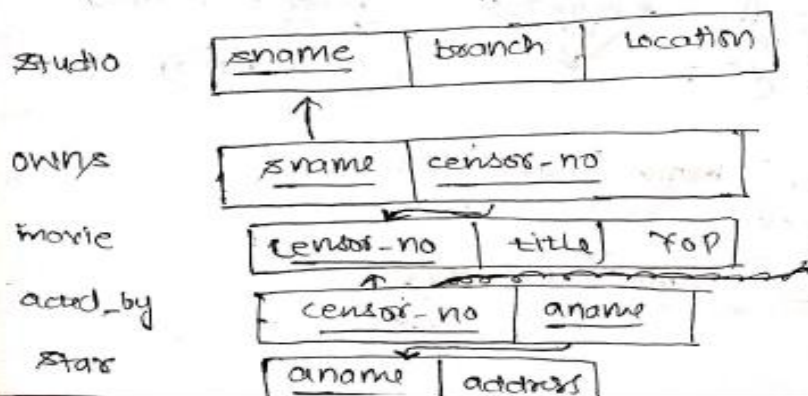 studio sname branch Location
owns sname censor-no
movie censor-no title YOP
acted_by censor-no aname
star aname address